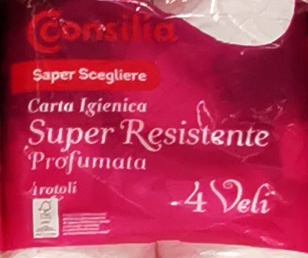 Consilia
Saper Scegliere
Carta Igienica
Super Resistente
Profumata
4 rotoli
4 Veli